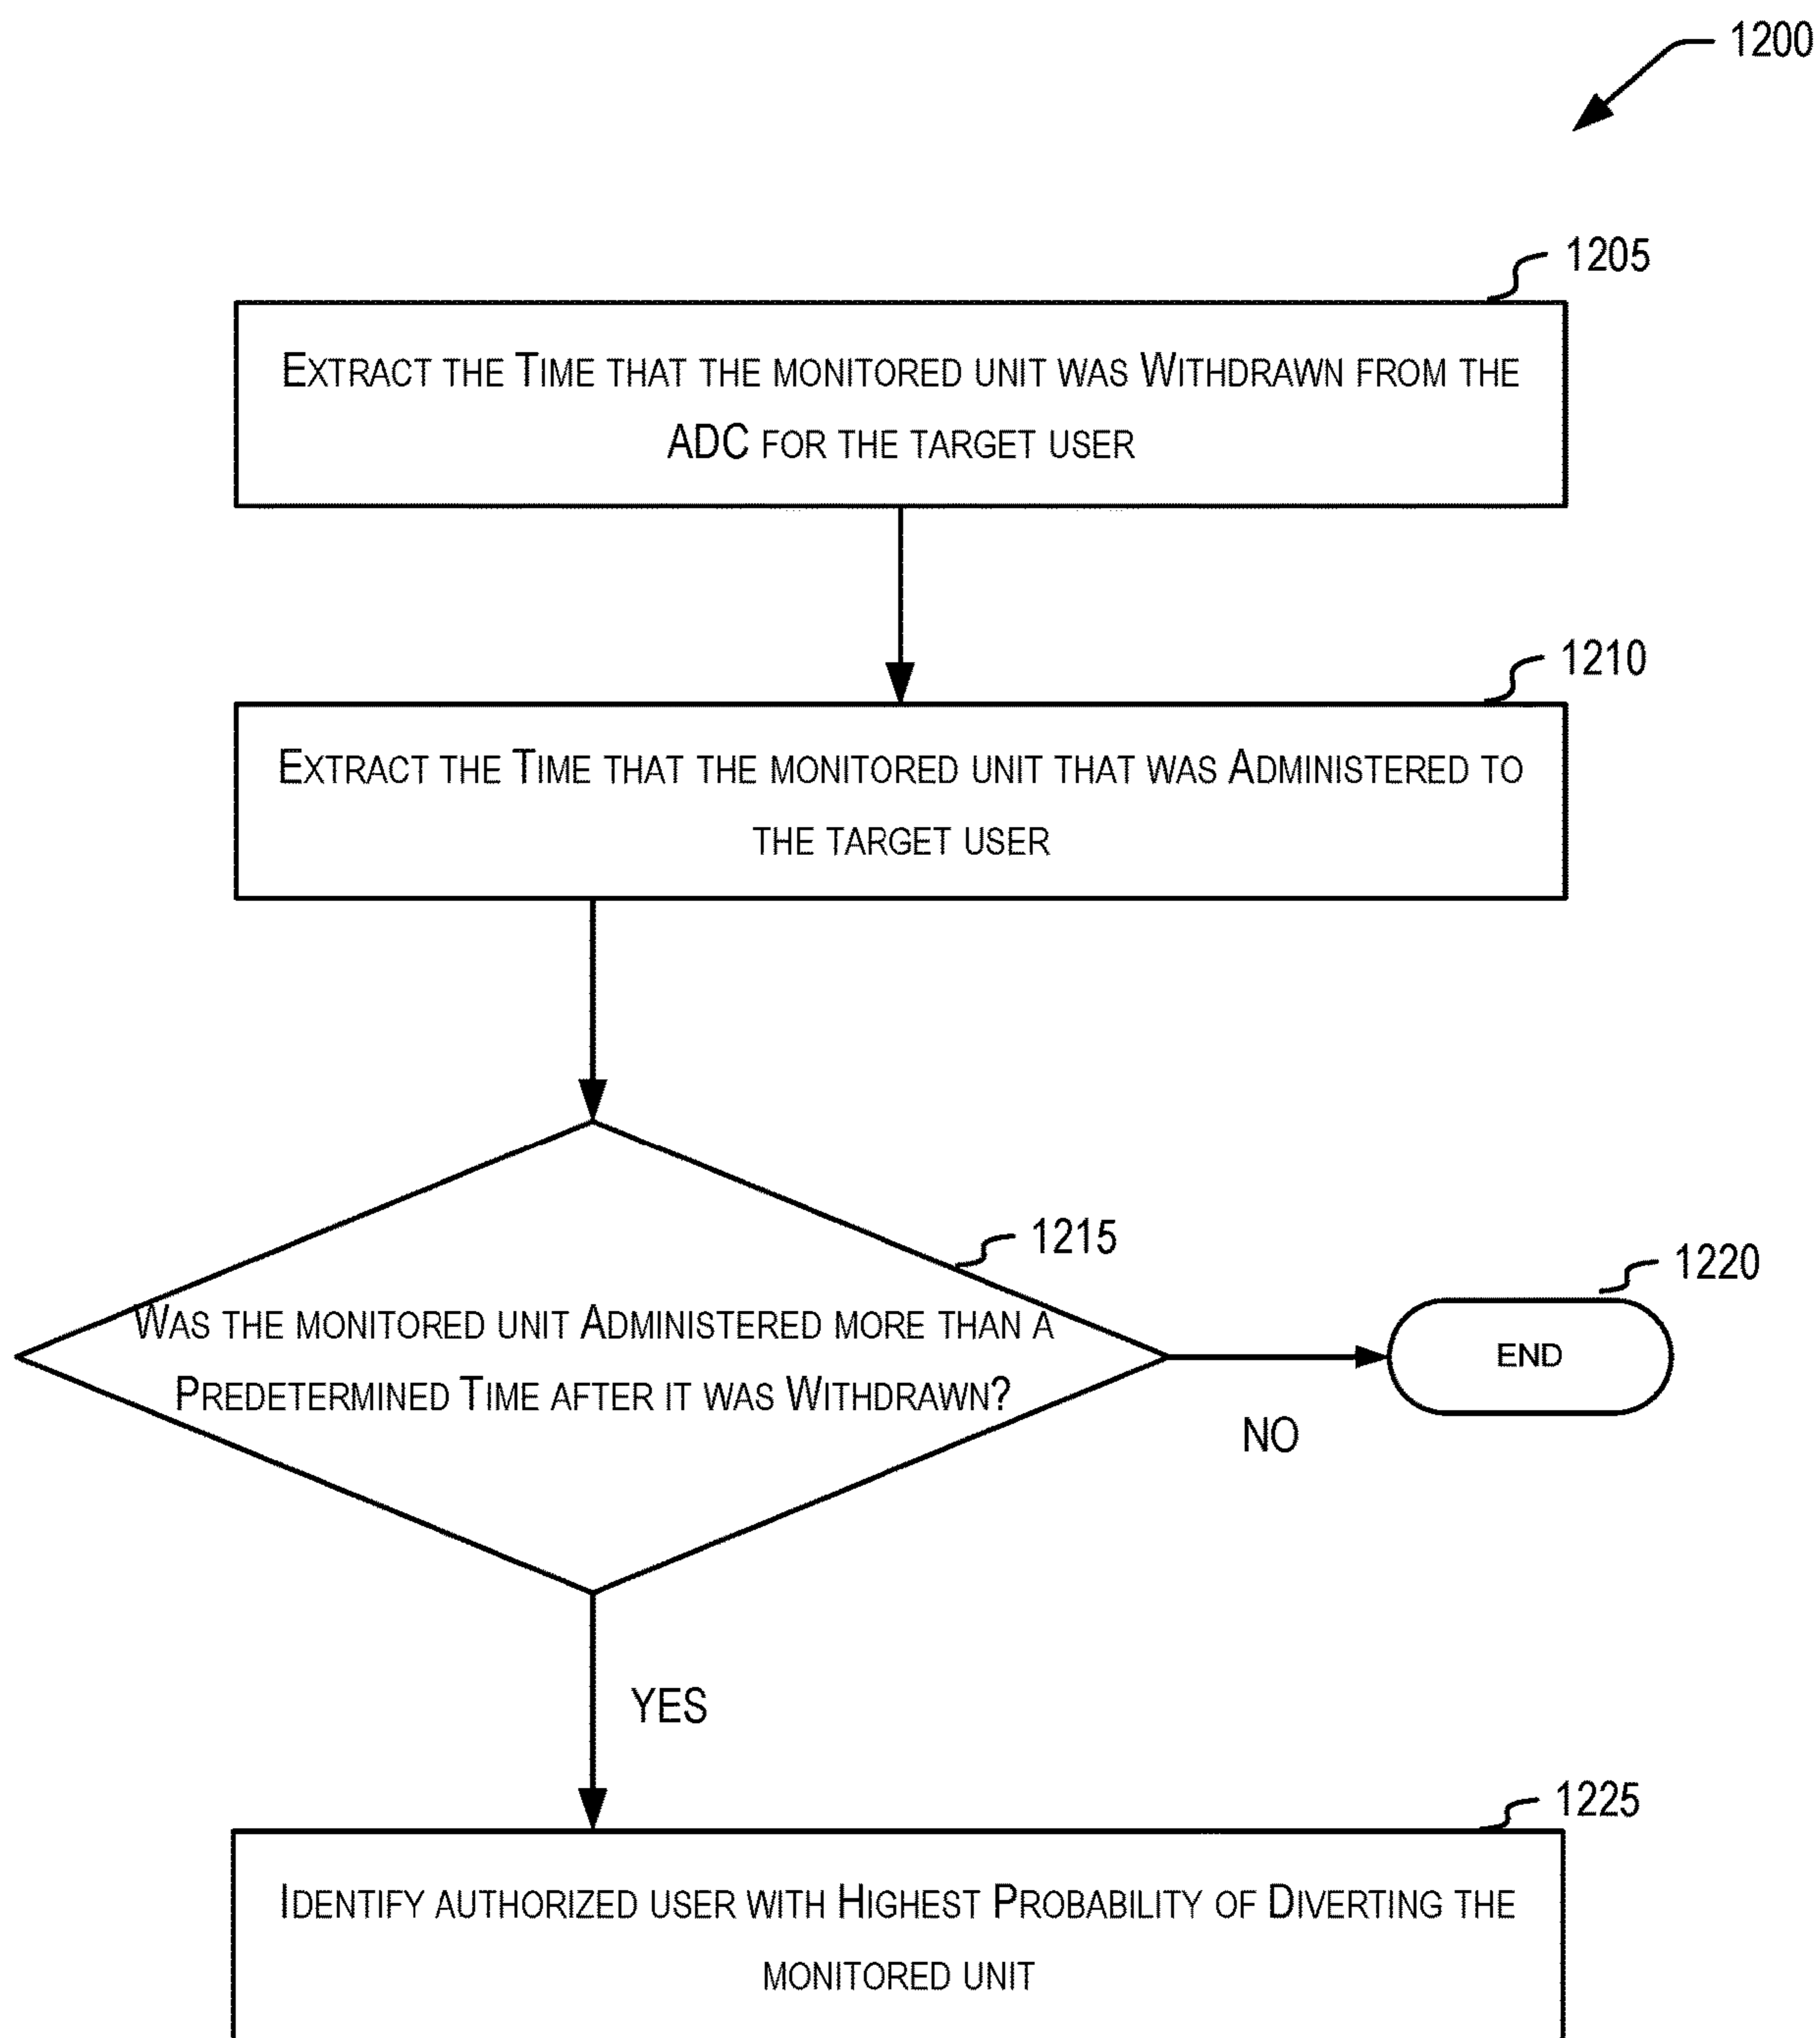 1200
1205
EXTRACT THE TIME THAT THE MONITORED UNIT WAS WITHDRAWN FROM THE
ADC FOR THE TARGET USER
1210
EXTRACT THE TIME THAT THE MONITORED UNIT THAT WAS ADMINISTERED TO
THE TARGET USER
1215
WAS THE MONITORED UNIT ADMINISTERED MORE THAN A
PREDETERMINED TIME AFTER IT WAS WITHDRAWN?
1220
END
NO
YES
1225
IDENTIFY AUTHORIZED USER WITH HIGHEST PROBABILITY OF DIVERTING THE
MONITORED UNIT